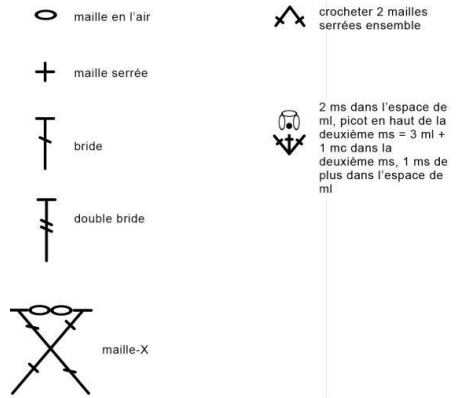 maille en l'air
maille serrée
bride
double bride
maille-X
crocheter 2 mailles
serrées ensemble
2 ms dans l'espace de
ml, picot en haut de la
deuxième ms = 3 ml +
1 mc dans la
deuxième ms, 1 ms de
plus dans l'espace de
ml